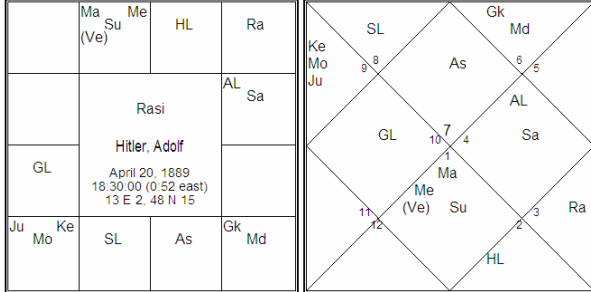 Ma Me
Su
(Ve)
HL
Ra
AL
Sa
Rasi
Hitler, Adolf
April 20, 1889
18:30:00 (0:52 east)
13 E 2, 48 N 15
GL
Ju Ke
Mo
SL
As
Gk
Md
SL
Gk
Md
Ke
Mo
Ju
9 8
As
6 5
AL
GL
10 7 4
Sa
1
Ma
Me
(Ve) Su
11
12
3
2
Ra
HL